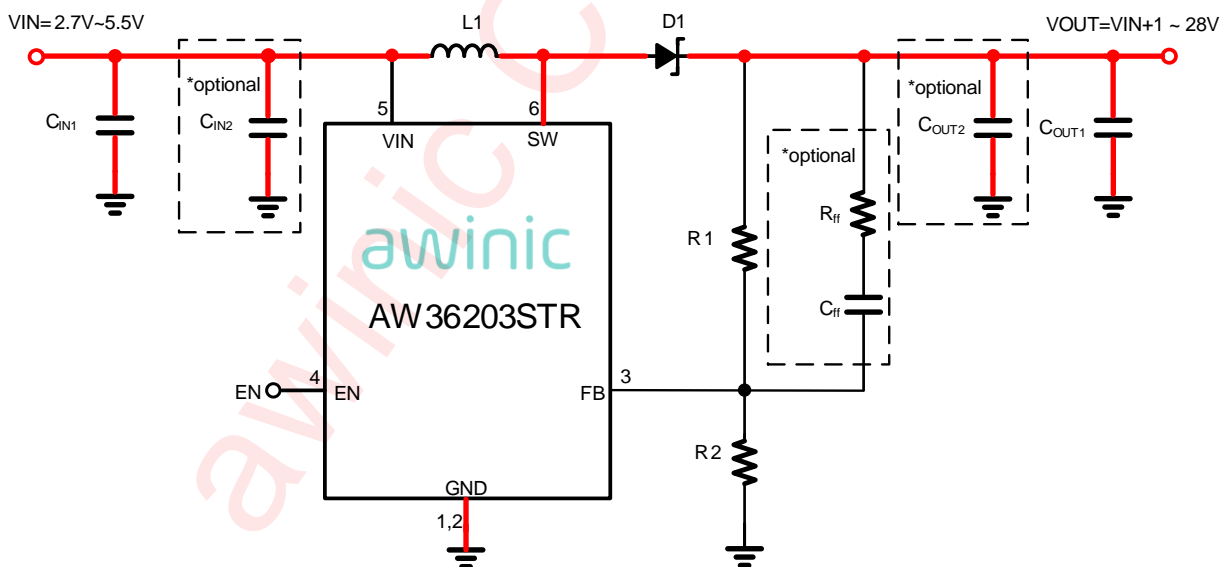 VIN=2.7V~5.5V
L1
D1
VOUT=VIN+1 ~ 28V
*optional
*optional
CIN1
CIN2
5
6
VIN
SW
COUT2
COUT1
*optional
awinic
AW36203STR
R1
Rff
Cff
EN
4
EN
3
FB
R2
GND
1,2
awinic C